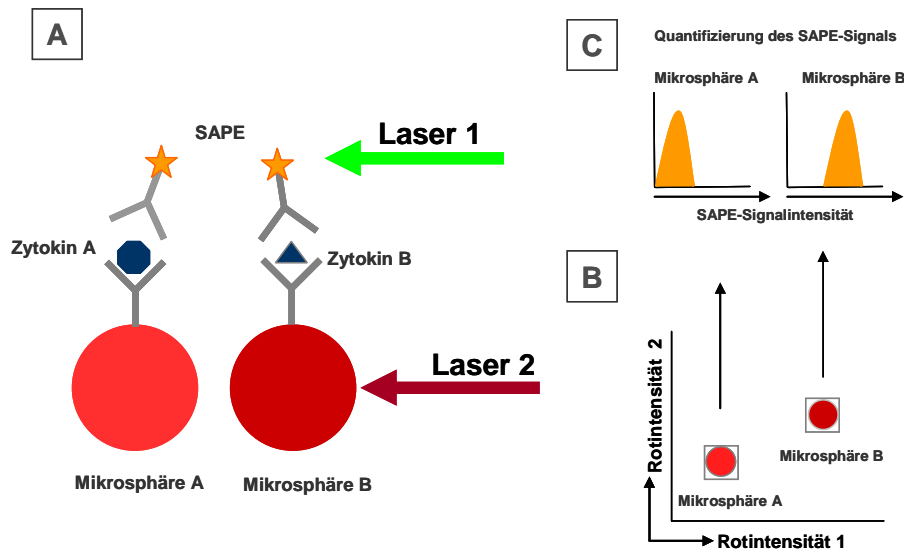 A
SAPE
Laser 1
Zytokin A
Zytokin B
Laser 2
Mikrosphäre A
Mikrosphäre B
C
Quantifizierung des SAPE-Signals
Mikrosphäre A
Mikrosphäre B
SAPE-Signalintensität
B
Rotintensität 2
Mikrosphäre B
Mikrosphäre A
Rotintensität 1